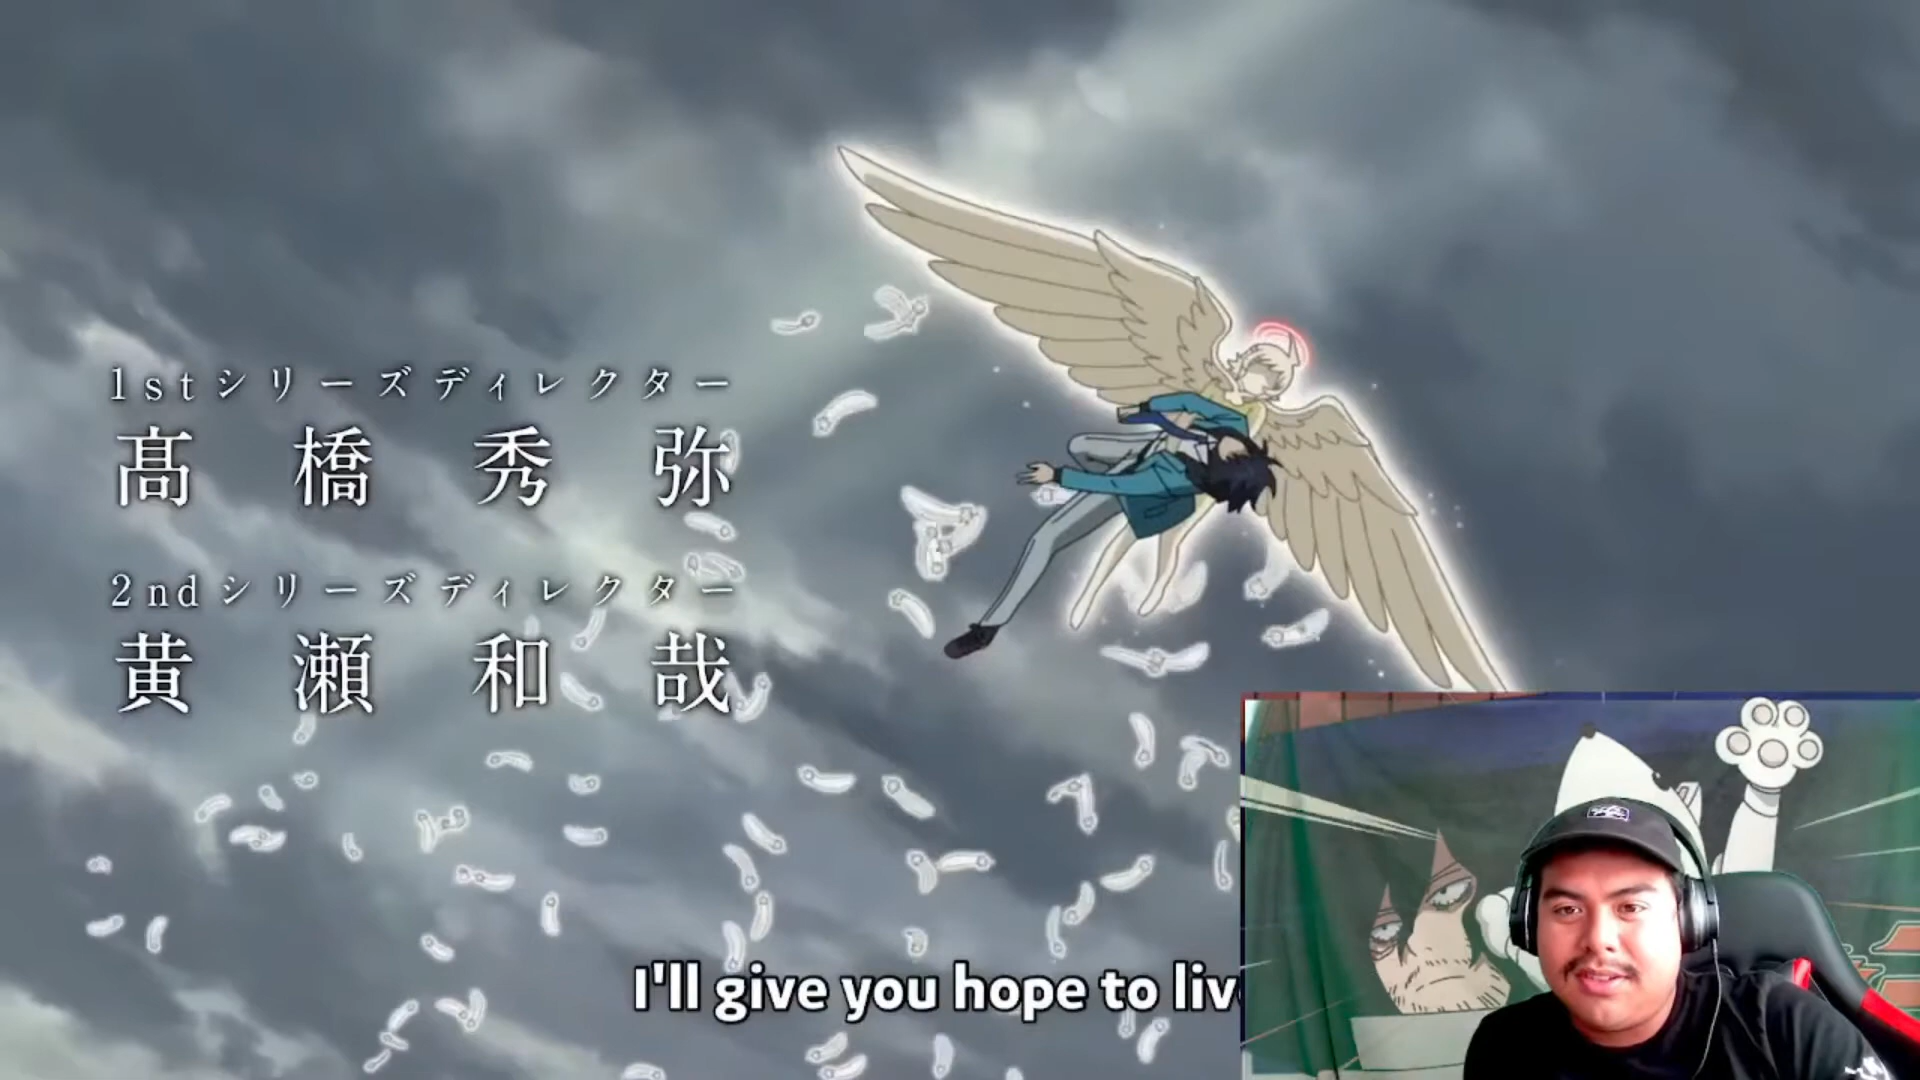 1stシリーズディレクター
髙橋秀弥
2ndシリーズディレクター
黄瀬和哉
I'll give you hope to liv